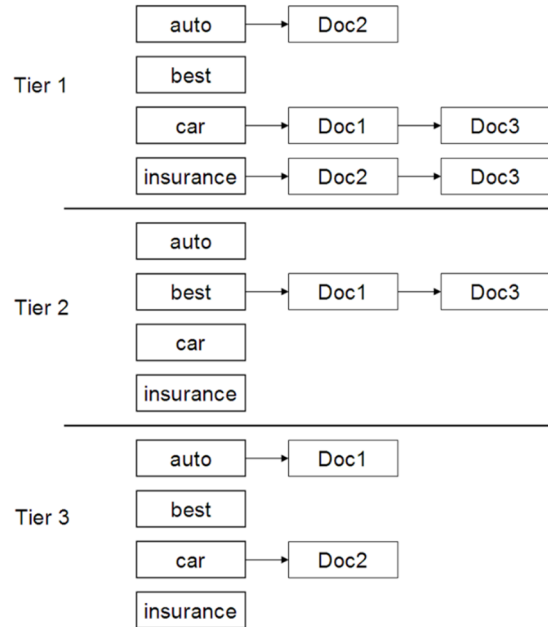 auto Doc2
best
Tier 1
car Doc1 Doc3
insurance Doc2 Doc3
auto
best Doc1 Doc3
Tier 2
car
insurance
auto Doc1
best
Tier 3
car Doc2
insurance